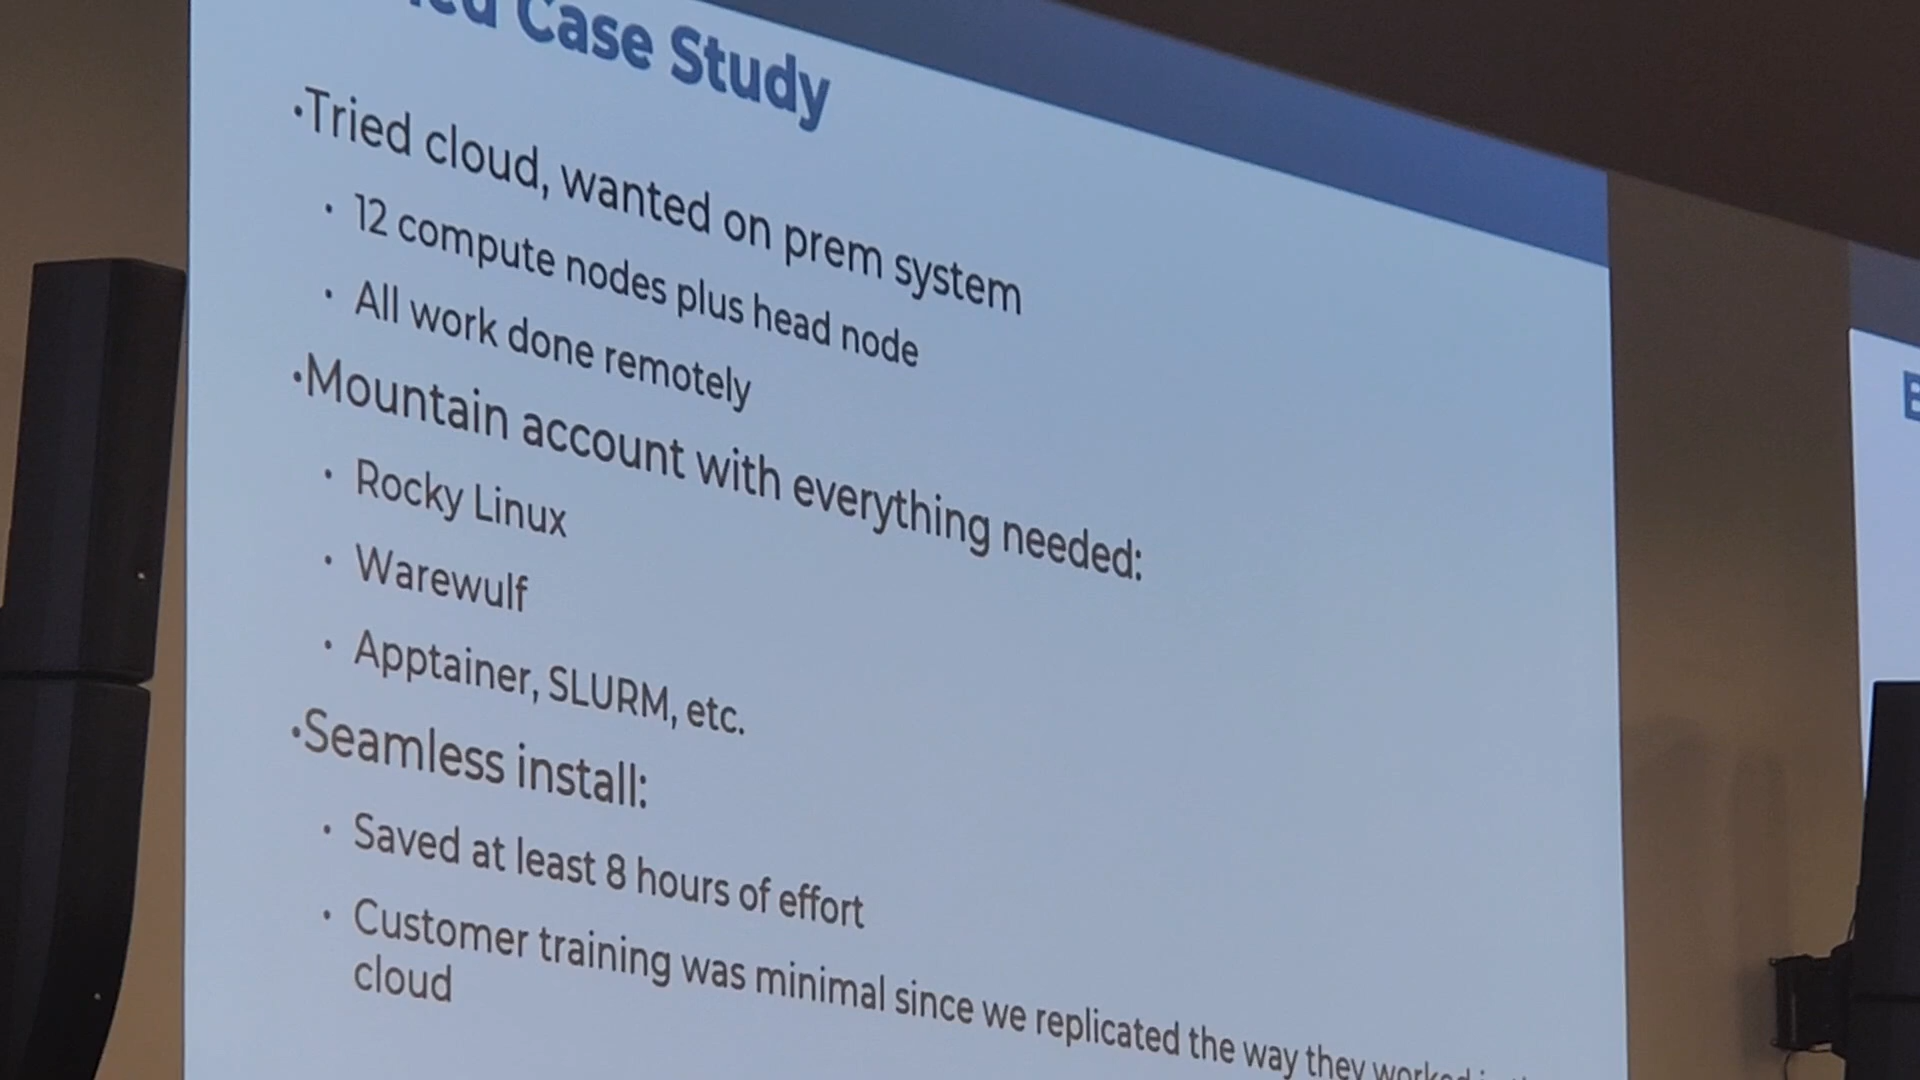 Case Study
•Tried cloud, wanted on prem system
• 12 compute nodes plus head node
• All work done remotely
•Mountain account with everything needed:
• Rocky Linux
• Warewulf
• Apptainer, SLURM, etc.
•Seamless install:
• Saved at least 8 hours of effort
• Customer training was minimal since we replicated the way they worked
cloud